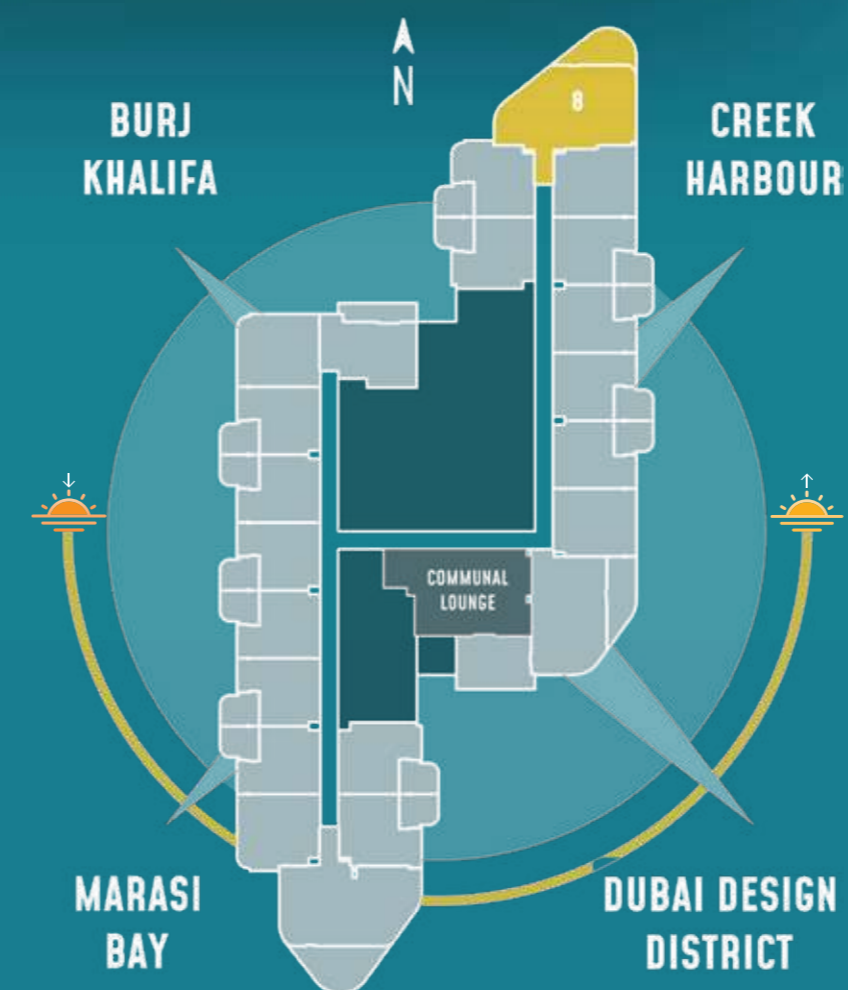 N
BURJ
KHALIFA
CREEK
HARBOUR
8
COMMUNAL
LOUNGE
MARASI
BAY
DUBAI DESIGN
DISTRICT